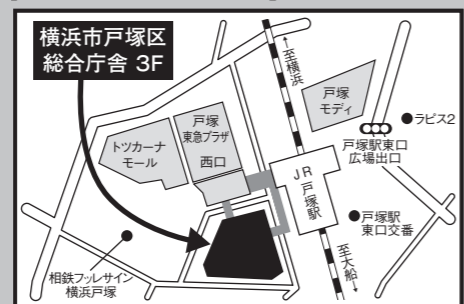 横浜市戸塚区
総合庁舎 3F
←至横浜
戸塚
モディ
ラピス2
戸塚
東急プラザ
西口
トツカーナ
モール
戸塚駅東口
広場出口
JR戸塚駅
戸塚駅
東口交番
至大船→
相鉄フレッサイン
横浜戸塚